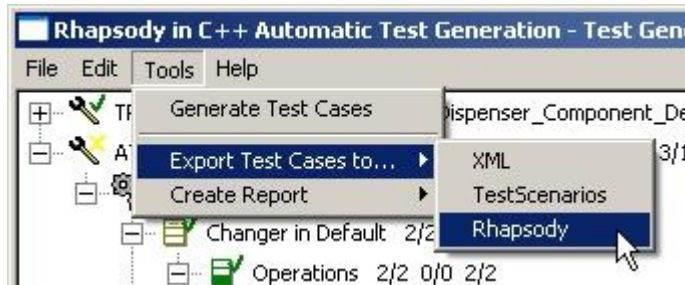 Rhapsody in C++ Automatic Test Generation - Test Gen
File Edit Tools Help
Generate Test Cases
ispenser_Component_De
Export Test Cases to... XML
3/1
Create Report TestScenarios
Rhapsody
Changer in Default 2/2
Operations 2/2 0/0 2/2